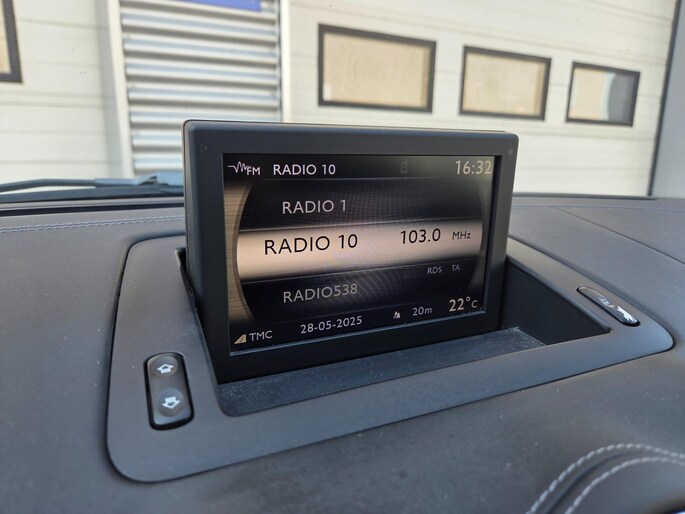 FM RADIO 10 16:32
RADIO 1
RADIO 10 103.0 MHz
RDS TA
RADIO538
TMC 28-05-2025 20m 22°C